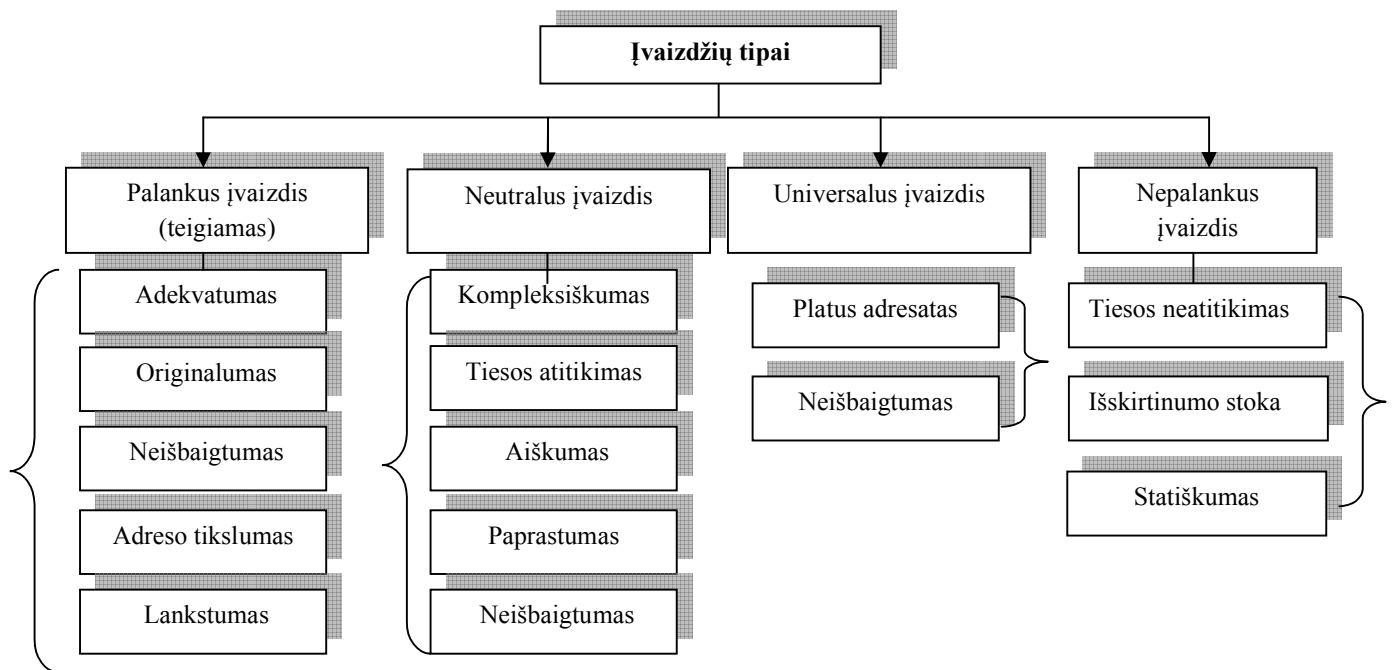 Įvaizdžių tipai
Palankus įvaizdis
(teigiamas)
Neutralus įvaizdis
Universalus įvaizdis
Nepalankus
įvaizdis
Adekvatumas
Originalumas
Neišbaigtumas
Adreso tikslumas
Lankstumas
Kompleksiškumas
Tiesos atitikimas
Aiškumas
Paprastumas
Neišbaigtumas
Platus adresatas
Neišbaigtumas
Tiesos neatitikimas
Išskirtinumo stoka
Statiškumas